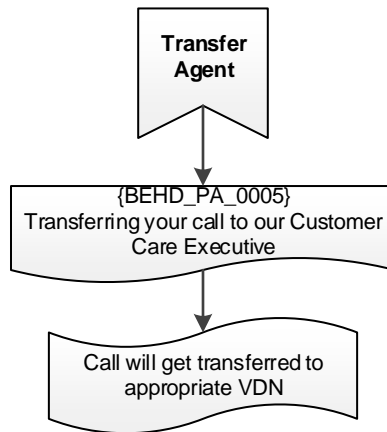 Transfer
Agent
{BEHD_PA_0005}
Transferring your call to our Customer
Care Executive
Call will get transferred to
appropriate VDN